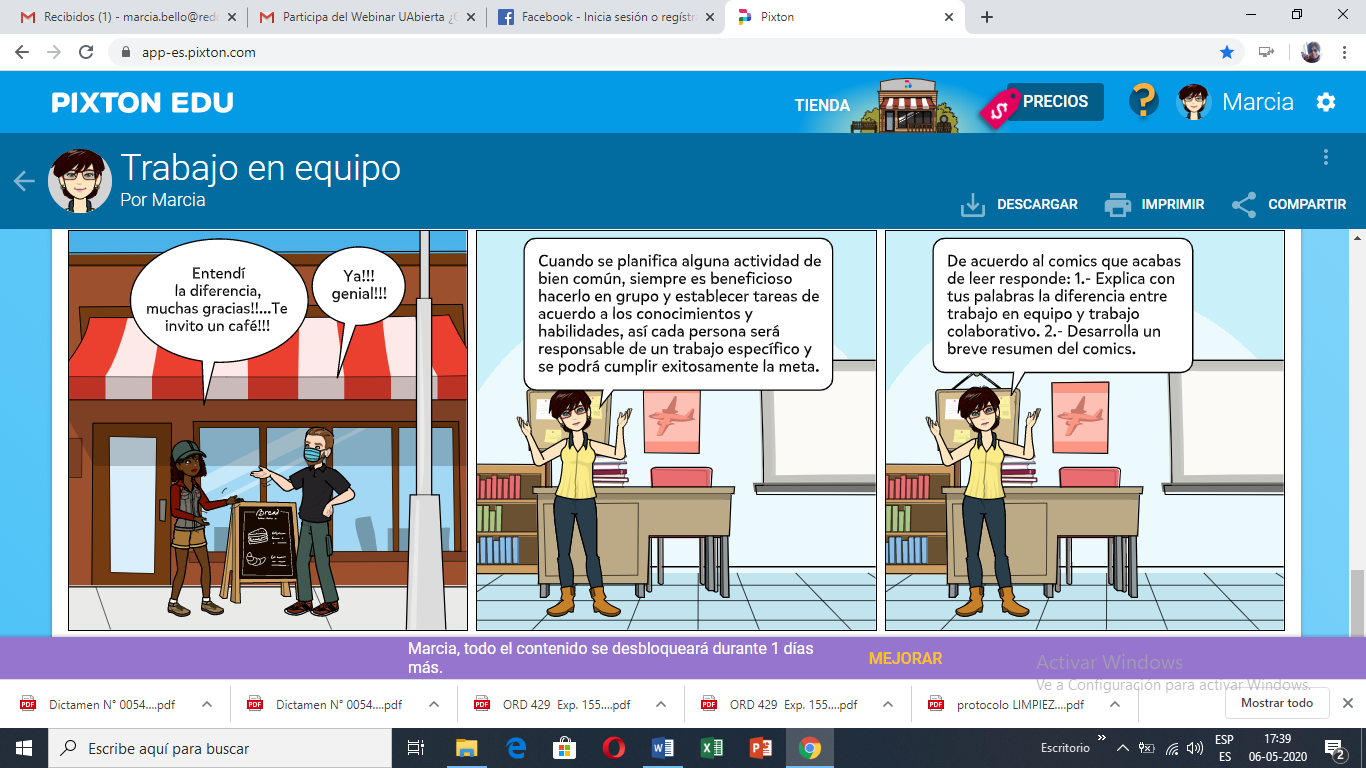 Recibidos (1) - marcia.bello@red
Participa del Webinar UAbierta ¿C
Facebook - Inicia sesión o regístra
Pixton
app-es.pixton.com
PIXTON EDU
TIENDA
PRECIOS
Marcia
Trabajo en equipo
Por Marcia
DESCARGAR
IMPRIMIR
COMPARTIR
Entendí
la diferencia,
muchas gracias!!...Te
invito un café!!!
Ya!!!
genial!!!
Bread
Cuando se planifica alguna actividad de
bien común, siempre es beneficioso
hacerlo en grupo y establecer tareas de
acuerdo a los conocimientos y
habilidades, así cada persona será
responsable de un trabajo específico y
se podrá cumplir exitosamente la meta.
De acuerdo al comics que acabas
de leer responde: 1.- Explica con
tus palabras la diferencia entre
trabajo en equipo y trabajo
colaborativo. 2.- Desarrolla un
breve resumen del comics.
Marcia, todo el contenido se desbloqueará durante 1 días
más.
MEJORAR
Activar Windows
Ve a Configuración para activar Windows.
Dictamen N° 0054....pdf
Dictamen N° 0054....pdf
ORD 429 Exp. 155....pdf
ORD 429 Exp. 155....pdf
protocolo LIMPIEZ....pdf
Mostrar todo
Escribe aquí para buscar
Escritorio
ESP
ES
17:39
06-05-2020
2